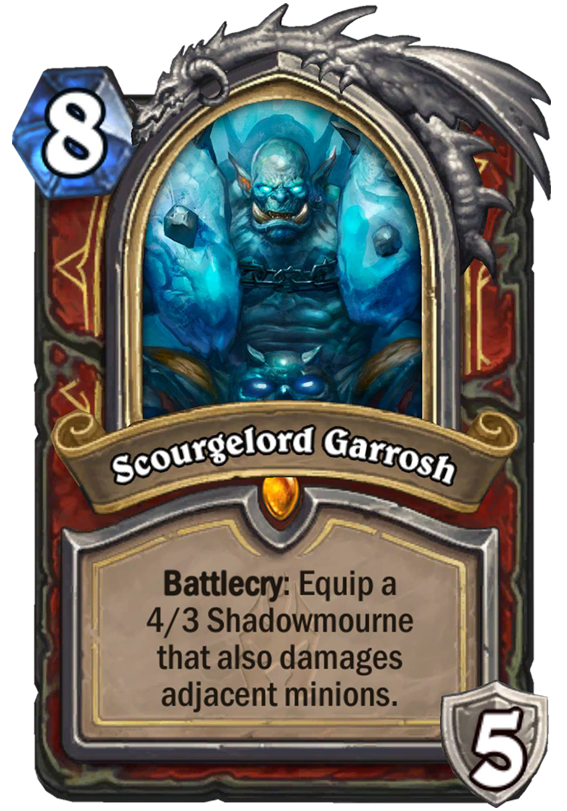 8
Scourgelord Garrosh
Battlecry: Equip a
4/3 Shadowmourne
that also damages
adjacent minions.
5